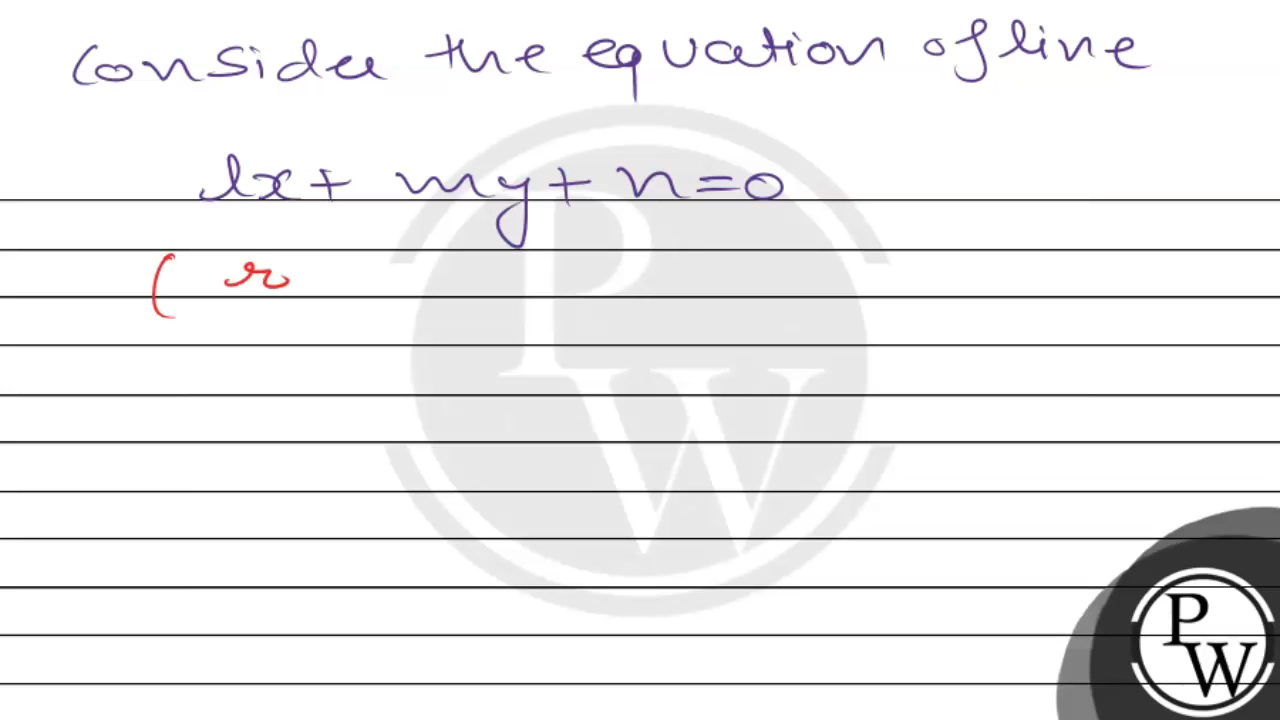 Consider the equation of line
lx + my + n = 0
( x
P
W
P
W